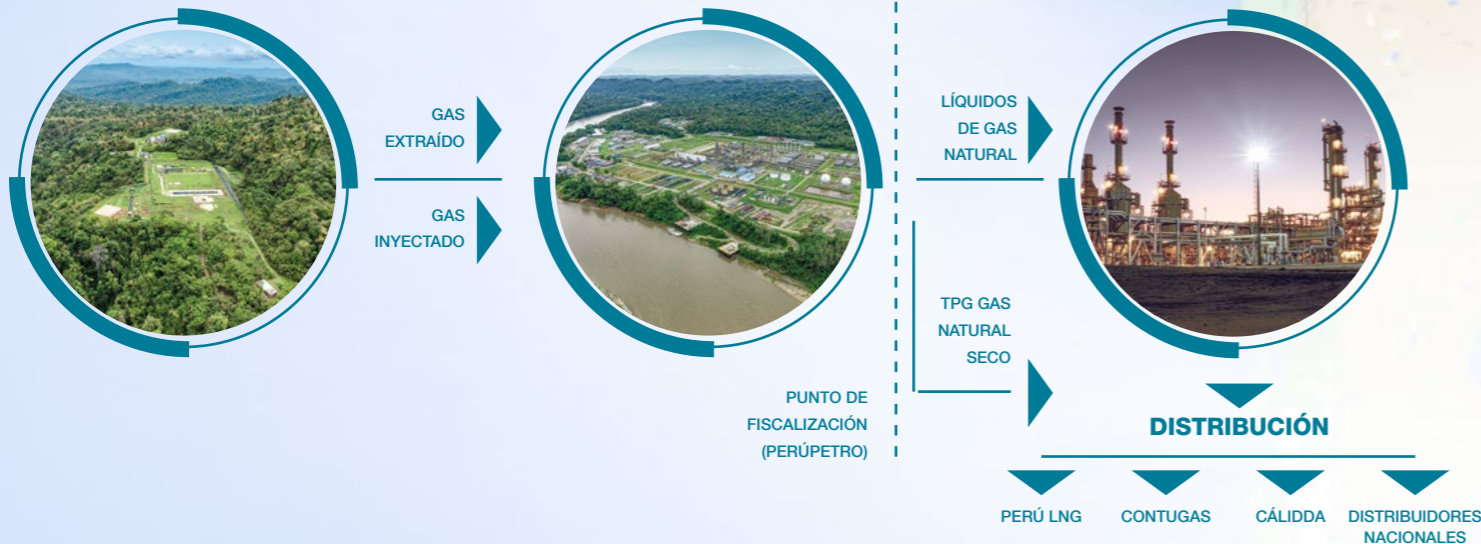 GAS
EXTRAÍDO
GAS
INYECTADO
LÍQUIDOS
DE GAS
NATURAL
TPG GAS
NATURAL
SECO
PUNTO DE
FISCALIZACIÓN
(PERÚPETRO)
DISTRIBUCIÓN
PERÚ LNG
CONTUGAS
CÁLIDDA
DISTRIBUIDORES
NACIONALES